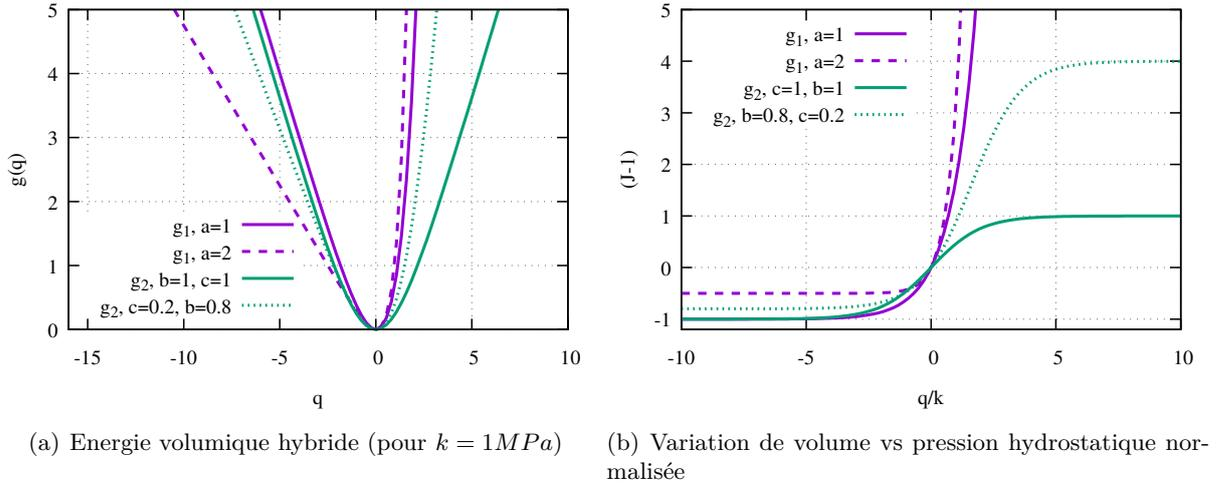 5
4
3
2
1
0
g(q)
g1, a=1
g1, a=2
g2, b=1, c=1
g2, c=0.2, b=0.8
-15 -10 -5 0 5 10
q
5
4
3
2
1
0
-1
(J-1)
g1, a=1
g1, a=2
g2, c=1, b=1
g2, b=0.8, c=0.2
-10 -5 0 5 10
q/k
(a) Energie volumique hybride (pour k = 1MPa)
(b) Variation de volume vs pression hydrostatique nor-
malisée